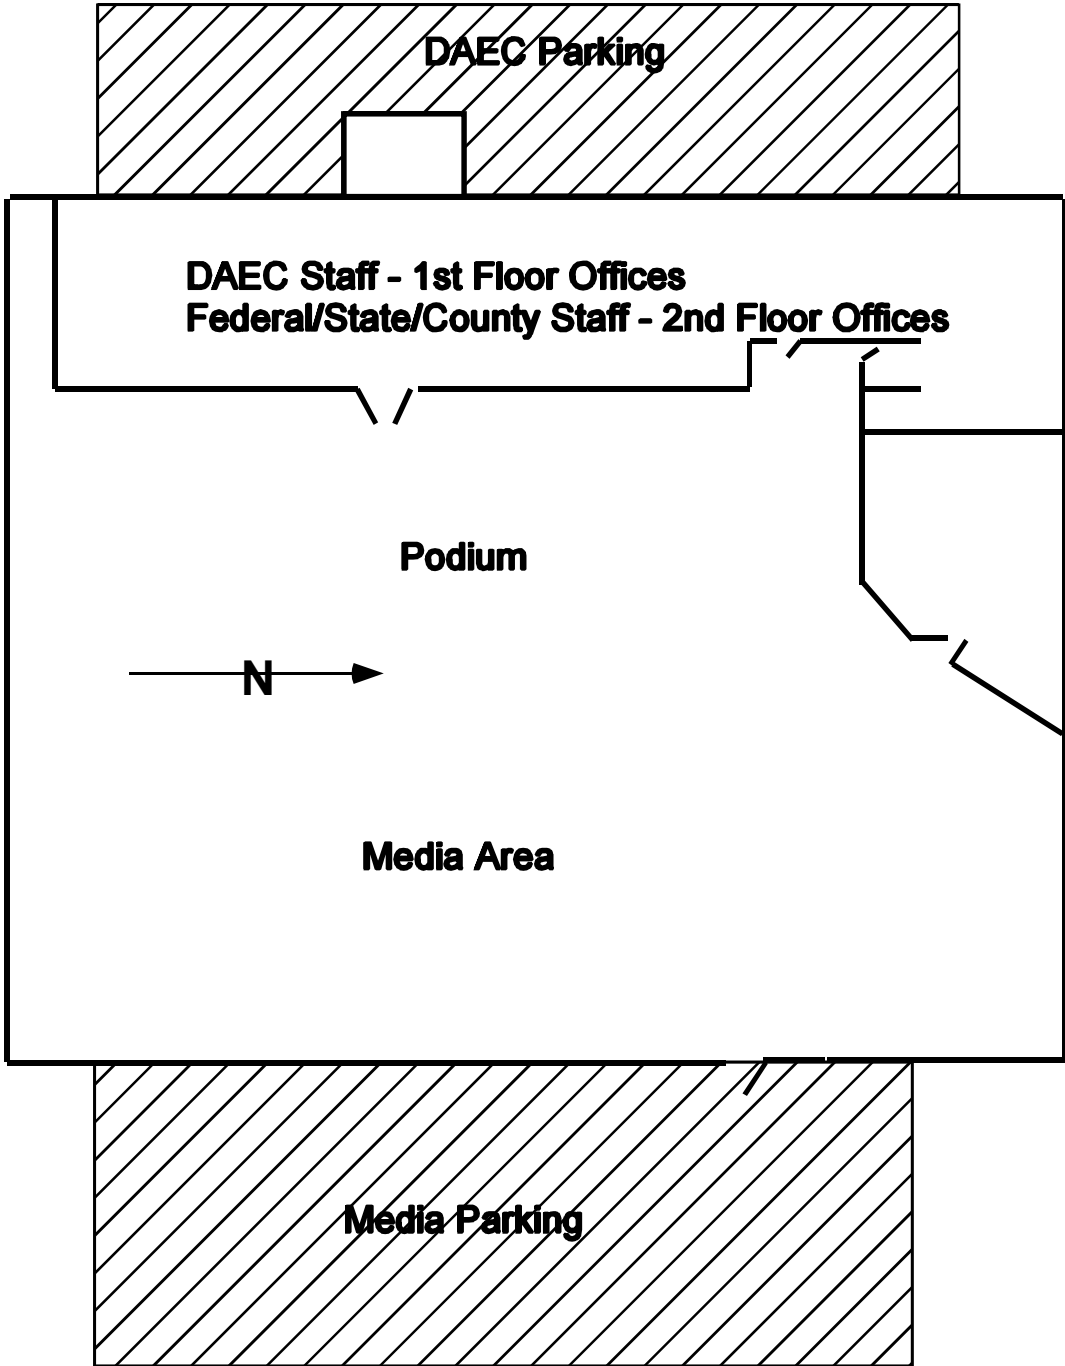 DAEC Parking
DAEC Staff - 1st Floor Offices
Federal/State/County Staff - 2nd Floor Offices
Podium
N
Media Area
Media Parking